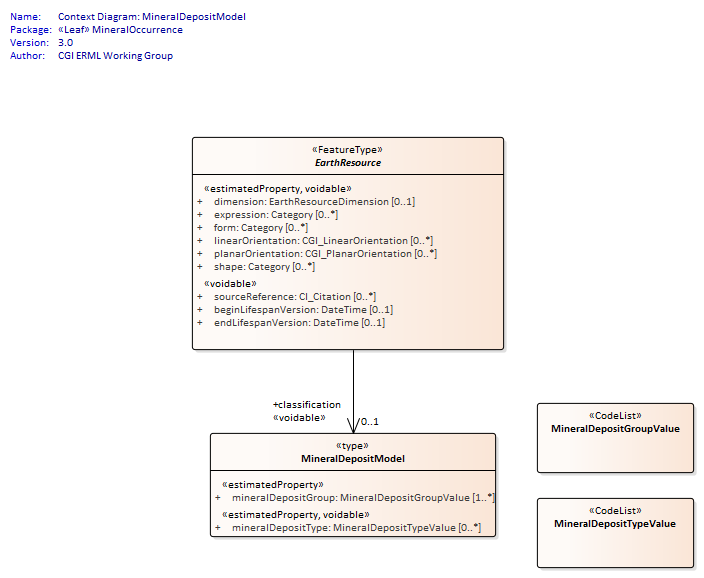 Name: Context Diagram: MineralDepositModel
Package: «Leaf» MineralOccurrence
Version: 3.0
Author: CGI ERML Working Group
«FeatureType»
EarthResource
«estimatedProperty, voidable»
+ dimension: EarthResourceDimension [0..1]
+ expression: Category [0..*]
+ form: Category [0..*]
+ linearOrientation: CGI_LinearOrientation [0..*]
+ planarOrientation: CGI_PlanarOrientation [0..*]
+ shape: Category [0..*]
«voidable»
+ sourceReference: CI_Citation [0..*]
+ beginLifespanVersion: DateTime [0..1]
+ endLifespanVersion: DateTime [0..1]
+classification
«voidable»
0..1
«type»
MineralDepositModel
«estimatedProperty»
+ mineralDepositGroup: MineralDepositGroupValue [1..*]
«estimatedProperty, voidable»
+ mineralDepositType: MineralDepositTypeValue [0..*]
«CodeList»
MineralDepositGroupValue
«CodeList»
MineralDepositTypeValue